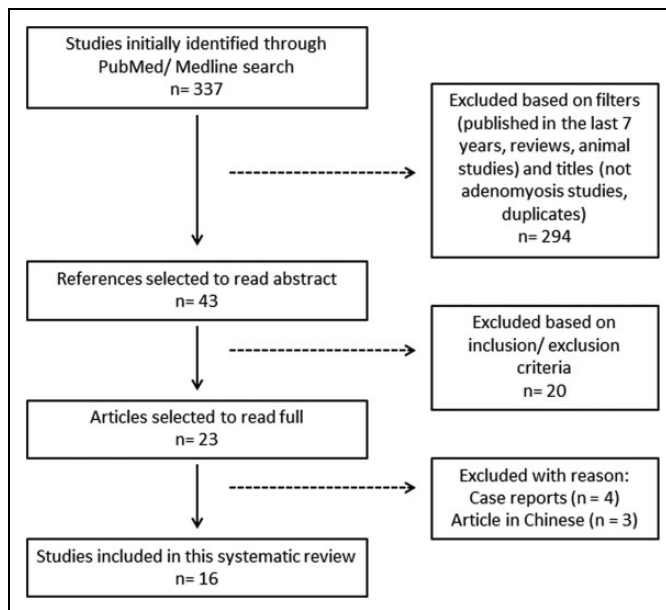 Studies initially identified through
PubMed/ Medline search
n= 337
Excluded based on filters
(published in the last 7
years, reviews, animal
studies) and titles (not
adenomyosis studies,
duplicates)
n= 294
References selected to read abstract
n= 43
Excluded based on
inclusion/ exclusion
criteria
n= 20
Articles selected to read full
n= 23
Excluded with reason:
Case reports (n = 4)
Article in Chinese (n = 3)
Studies included in this systematic review
n= 16